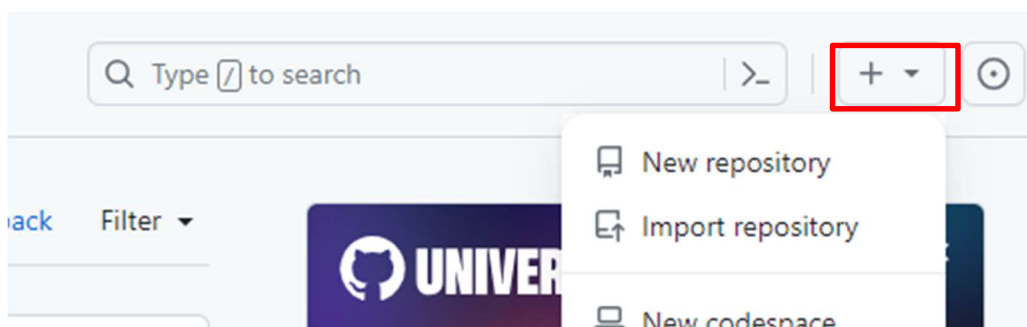 Type / to search
New repository
ack Filter
Import repository
UNIVER
New codespace